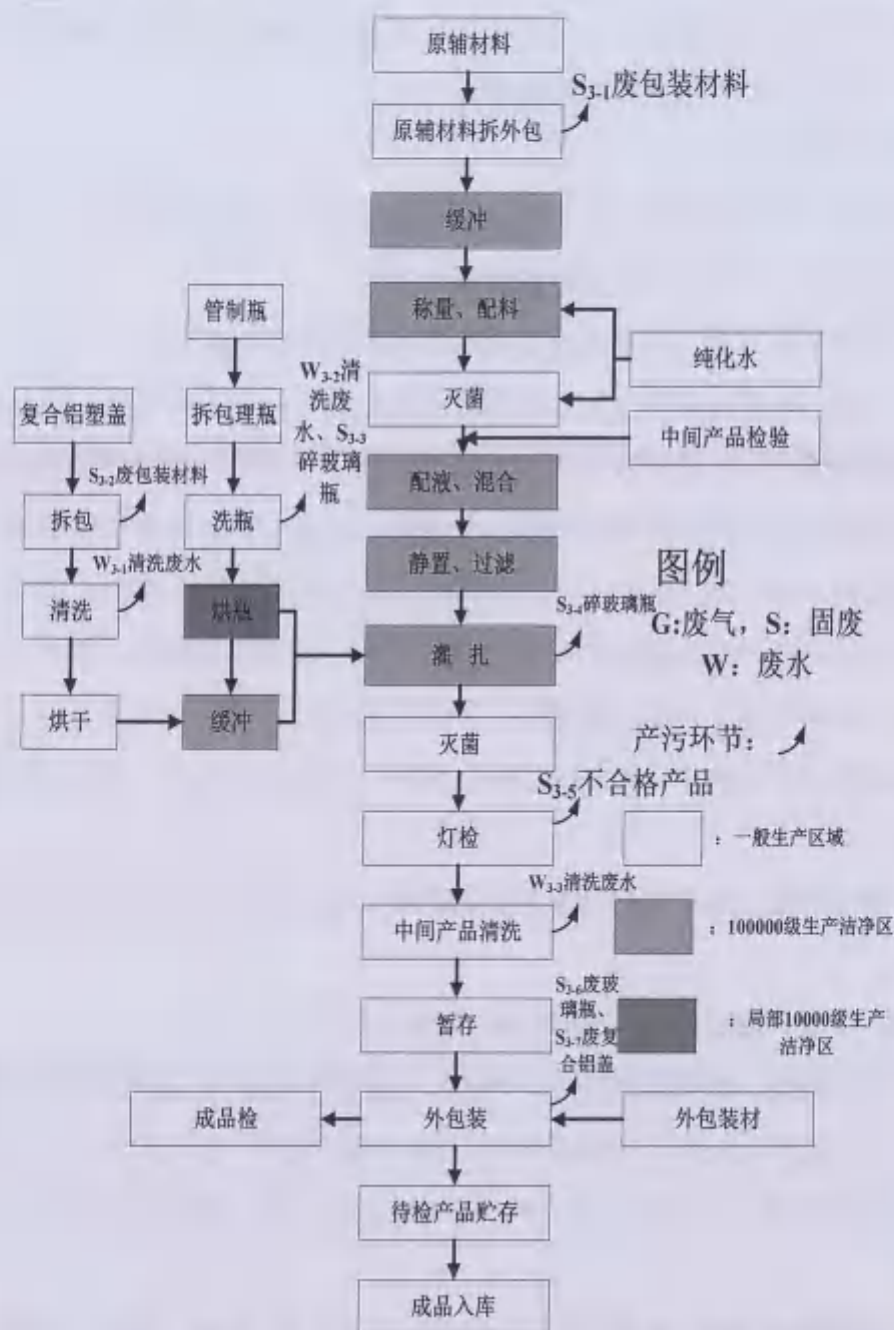 原辅材料
S3-1废包装材料
原辅材料拆外包
缓冲
称量、配料
管制瓶
纯化水
W3-2清
洗废
水、S3-3
碎玻璃
瓶
复合铝塑盖
拆包理瓶
灭菌
中间产品检验
S3-2废包装材料
配液、混合
拆包
洗瓶
W3-1清洗废水
静置、过滤
图例
清洗
烘瓶
S3-4碎玻璃瓶
G:废气，S：固废
W：废水
灌 扎
烘干
缓冲
灭菌
产污环节：
S3-5不合格产品
灯检
：一般生产区域
W3-3清洗废水
中间产品清洗
：100000级生产洁净区
S3-6废玻
璃瓶、
S3-7废复
合铝盖
暂存
：局部10000级生产
洁净区
成品检
外包装
外包装材
待检产品贮存
成品入库